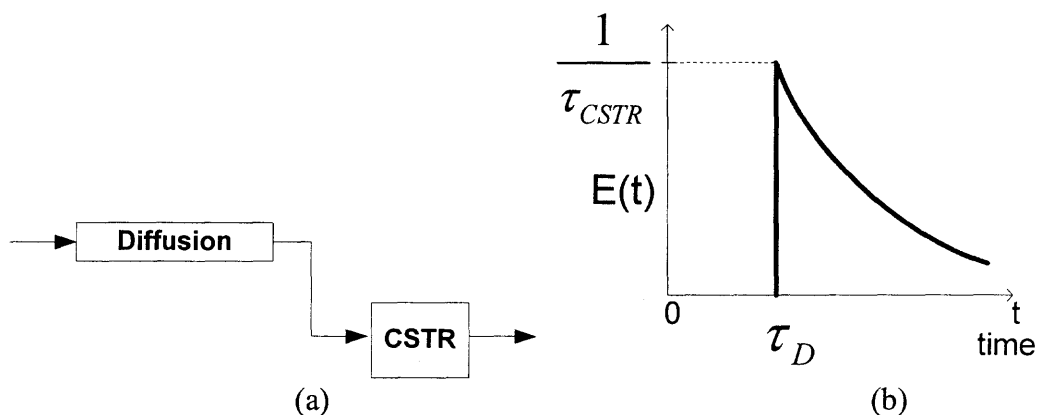 Diffusion
CSTR
(a)
1
τ_CSTR
E(t)
0
τ_D
t
time
(b)